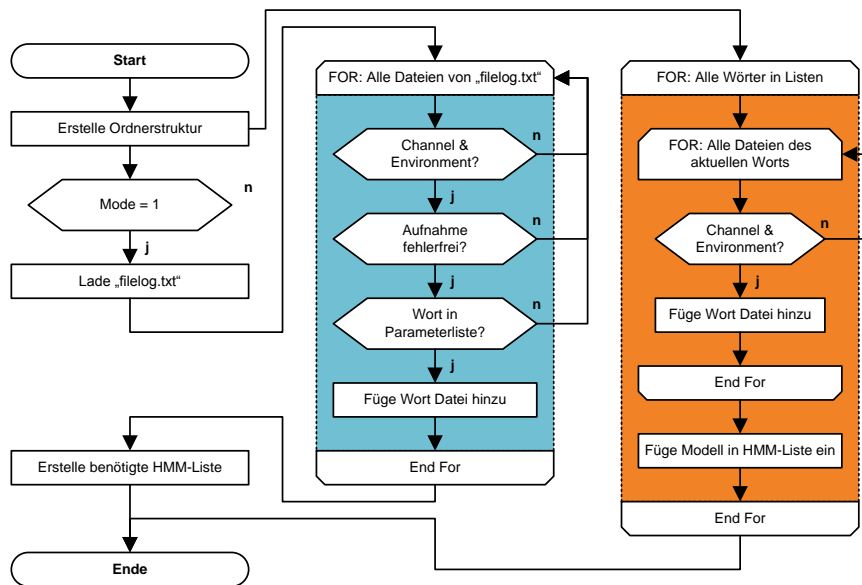 Start
Erstelle Ordnerstruktur
Mode = 1
n
j
Lade „filelog.txt“
Erstelle benötigte HMM-Liste
Ende
FOR: Alle Dateien von „filelog.txt“
Channel &
Environment?
n
j
Aufnahme
fehlerfrei?
n
j
Wort in
Parameterliste?
n
j
Füge Wort Datei hinzu
End For
FOR: Alle Wörter in Listen
FOR: Alle Dateien des
aktuellen Worts
Channel &
Environment?
n
j
Füge Wort Datei hinzu
End For
Füge Modell in HMM-Liste ein
End For